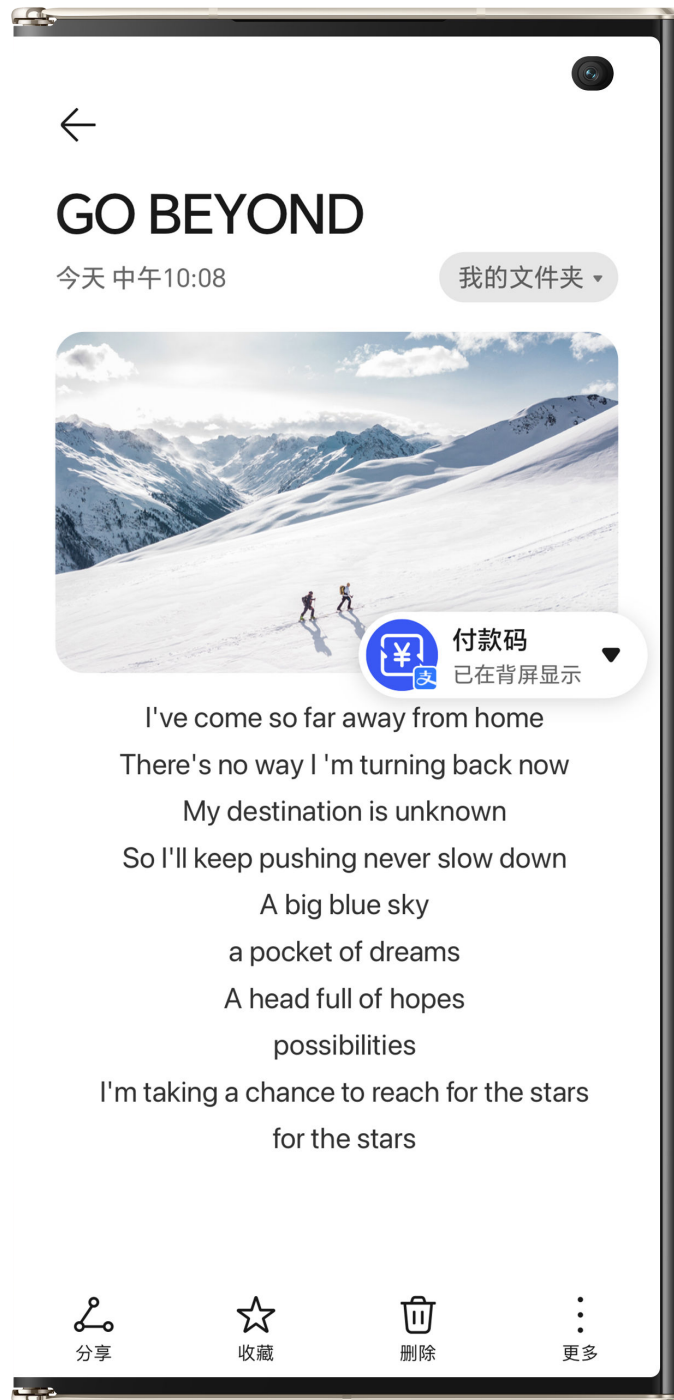 GO BEYOND
今天 中午10:08
我的文件夹
付款码
已在背屏显示
I've come so far away from home
There's no way I 'm turning back now
My destination is unknown
So I'll keep pushing never slow down
A big blue sky
a pocket of dreams
A head full of hopes
possibilities
I'm taking a chance to reach for the stars
for the stars
分享
收藏
删除
更多